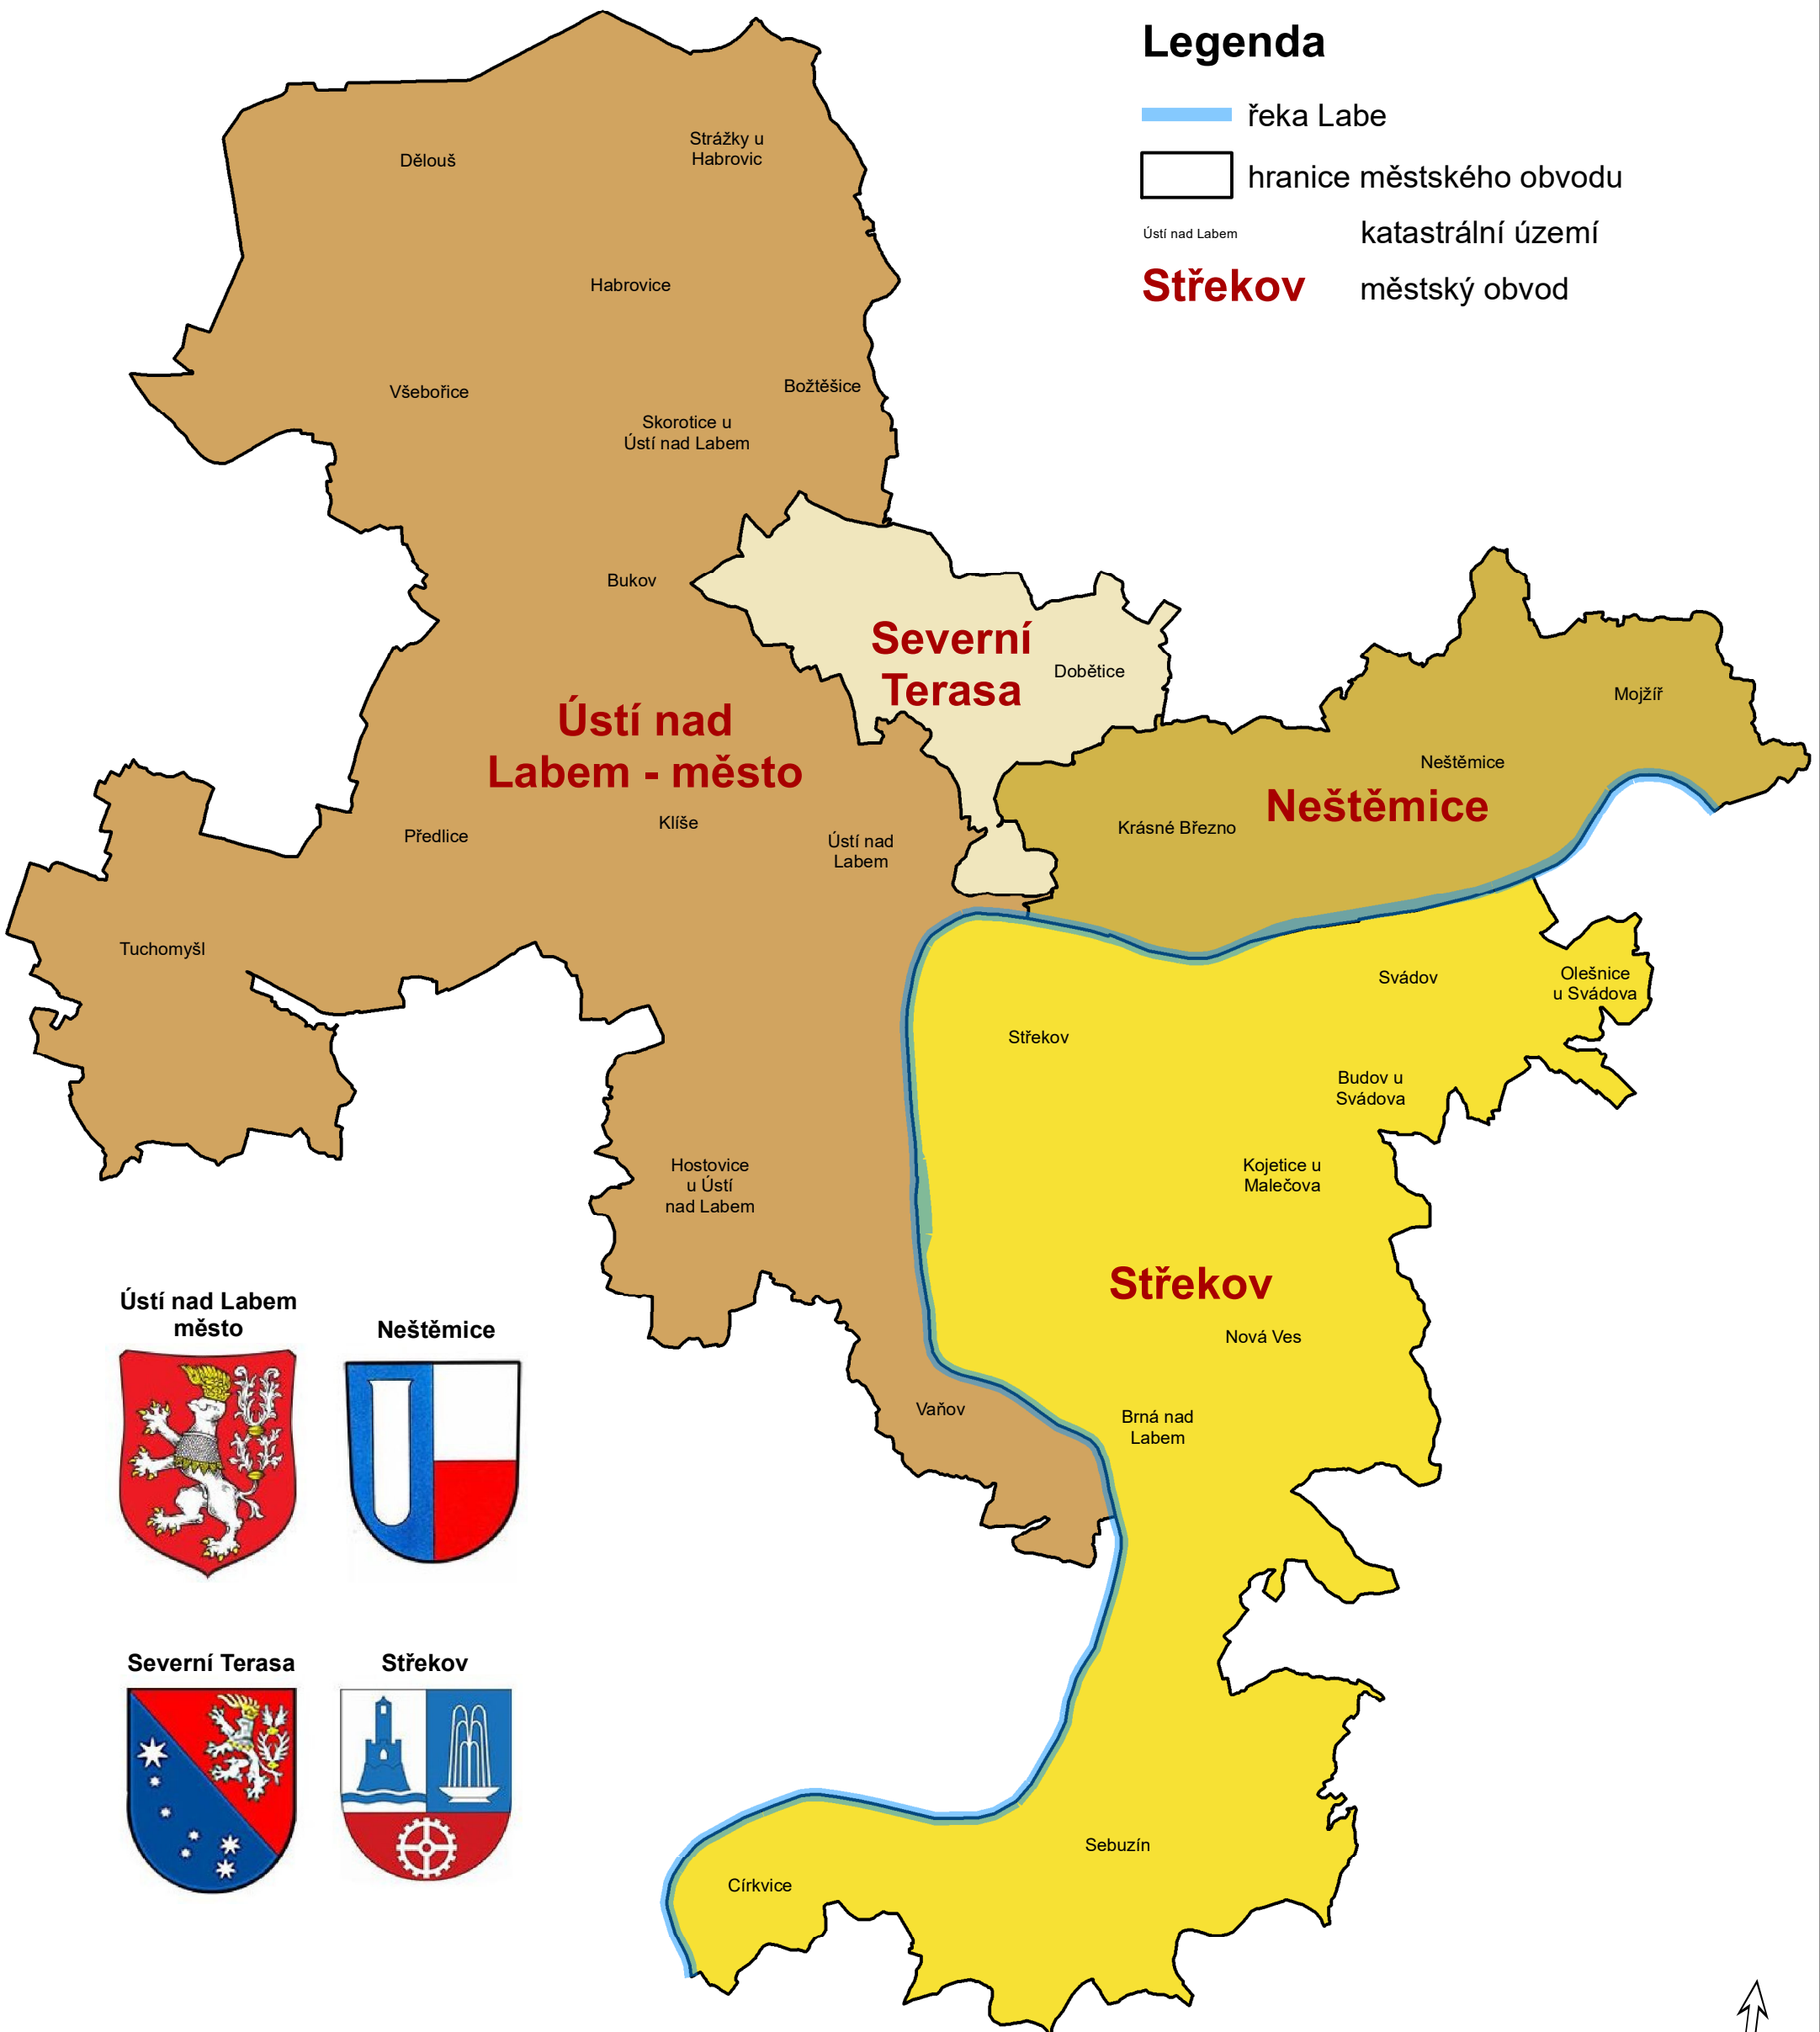 Legenda
řeka Labe
hranice městského obvodu
Ústí nad Labem
katastrální území
Střekov
městský obvod
Dělouš
Strážky u
Habrovic
Habrovice
Všebořice
Božtěšice
Skorotice u
Ústí nad Labem
Bukov
Severní
Terasa
Dobětice
Mojžíř
Ústí nad
Labem - město
Neštěmice
Neštěmice
Krásné Březno
Předlice
Klíše
Ústí nad
Labem
Tuchomyšl
Svádov
Olešnice
u Svádova
Střekov
Budov u
Svádova
Hostovice
u Ústí
nad Labem
Kojetice u
Malečova
Střekov
Nová Ves
Vaňov
Brná nad
Labem
Sebuzín
Církvice
Ústí nad Labem
město
Neštěmice
Severní Terasa
Střekov